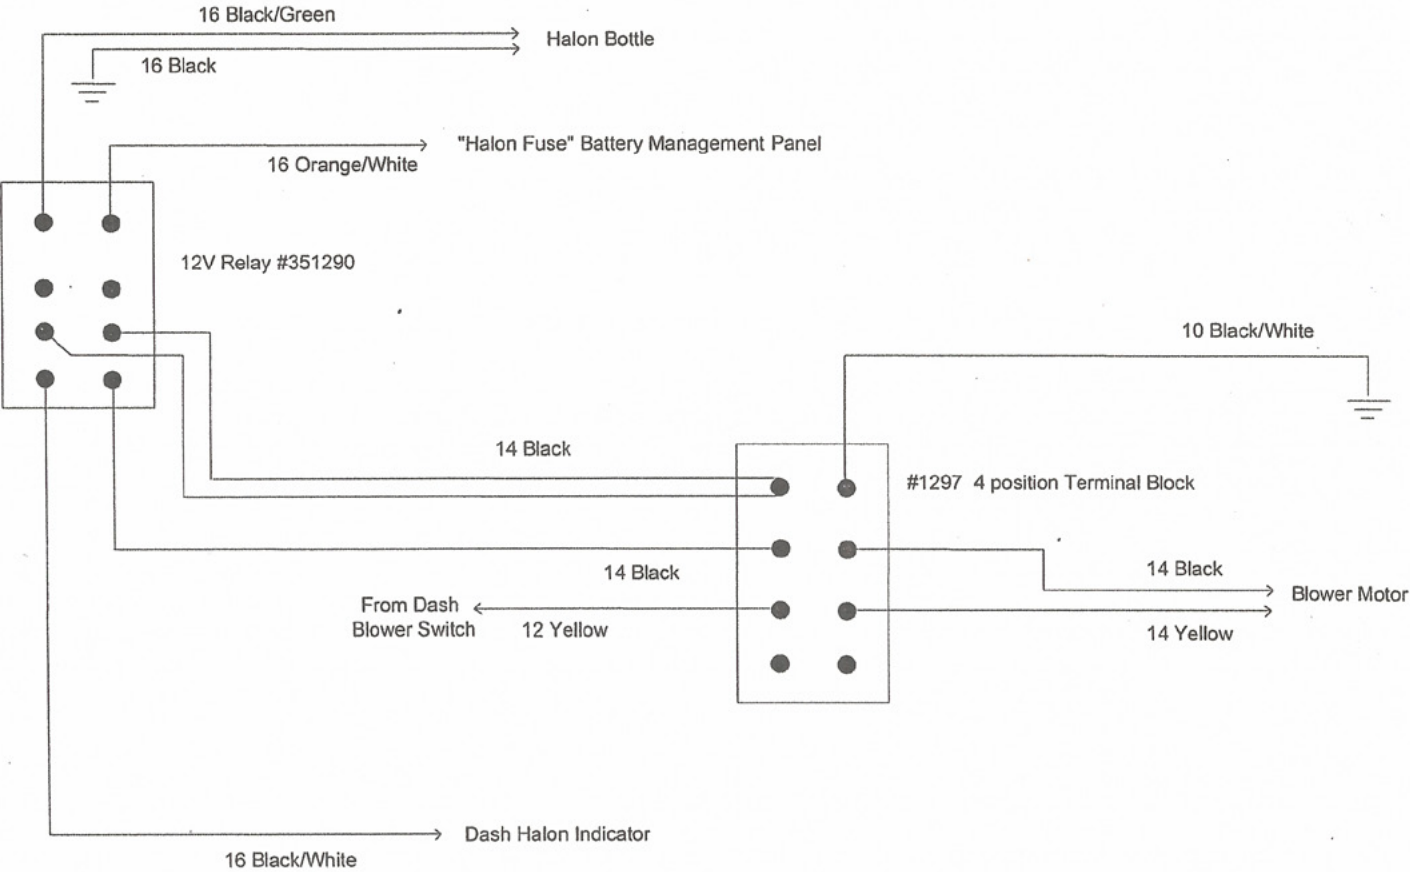 16 Black/Green
Halon Bottle
16 Black
"Halon Fuse" Battery Management Panel
16 Orange/White
12V Relay #351290
10 Black/White
14 Black
#1297 4 position Terminal Block
14 Black
14 Black
Blower Motor
From Dash
Blower Switch
12 Yellow
14 Yellow
Dash Halon Indicator
16 Black/White